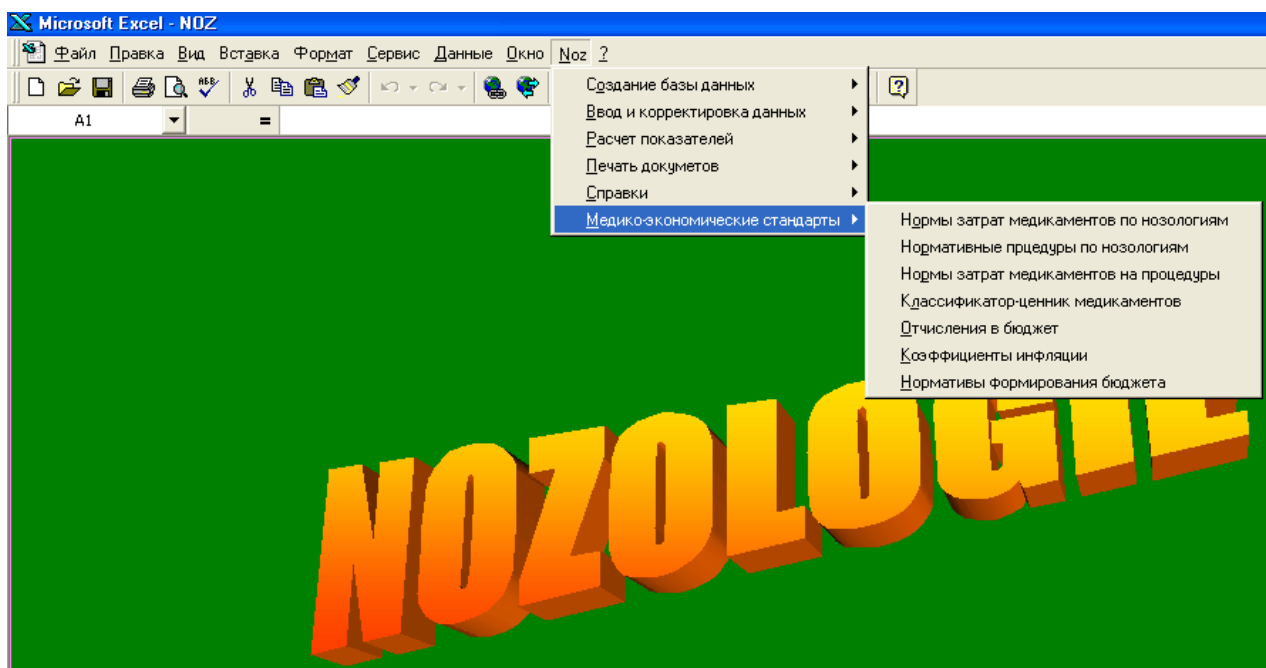 Microsoft Excel - NOZ
Файл Правка Вид Вставка Формат Сервис Данные Окно Noz ?
A1 =
Создание базы данных
Ввод и корректировка данных
Расчет показателей
Печать докуметов
Справки
Медико-экономические стандарты
Нормы затрат медикаментов по нозологиям
Нормативные прцедуры по нозологиям
Нормы затрат медикаментов на процедуры
Классификатор-ценник медикаментов
Отчисления в бюджет
Коэффициенты инфляции
Нормативы формирования бюджета
NOZOLOGIE